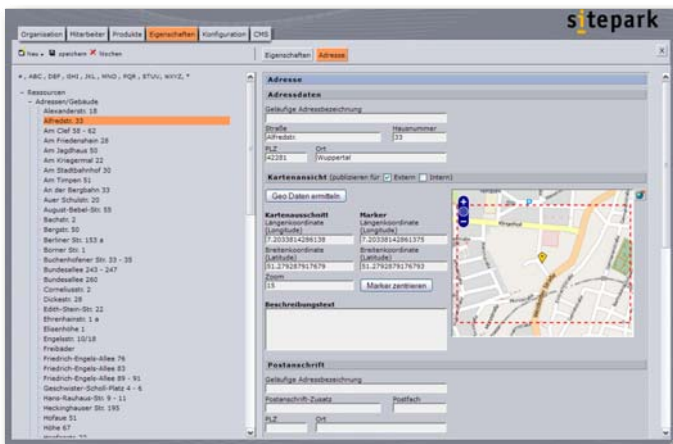 sitepark
Organisation Mitarbeiter Produkte Eigenschaften Konfiguration CMS
Neu speichern löschen
Eigenschaften Adresse
X
#, ABC, DEF, GHI, JKL, MNO, PQR, STUV, WXYZ, *
- Ressourcen
- Adressen/Gebäude
Alexanderstr. 18
Alfredstr. 33
Am Clef 58 - 62
Am Friedenshain 28
Am Jagdhaus 50
Am Kriegermal 22
Am Stadtbahnhof 30
Am Timpen 51
An der Bergbahn 33
Auer Schulstr. 20
August-Bebel-Str. 55
Bachstr. 2
Bergstr. 50
Berliner Str. 153 a
Borner Str. 1
Buchenhofener Str. 33 - 35
Bundesallee 243 - 247
Bundesallee 260
Corneliusstr. 2
Dickestr. 28
Edith-Stein-Str. 22
Ehrenhainstr. 1 a
Elisenhöhe 1
Engelsstr. 10/18
Freibäder
Friedrich-Engels-Allee 76
Friedrich-Engels-Allee 83
Friedrich-Engels-Allee 89 - 91
Geschwister-Scholl-Platz 4 - 6
Hans-Rauhaus-Str. 9 - 11
Heckinghauser Str. 195
Hofaue 51
Höhe 67
Adresse
Adressdaten
Geläufige Adressbezeichnung
Straße Hausnummer
Alfredstr. 33
PLZ Ort
42281 Wuppertal
Kartenansicht (publizieren für Extern Intern)
Geo Daten ermitteln
Kartenausschnitt Marker
Längenkoordinate Längenkoordinate
(Longitude) (Longitude)
7.2033814286138 7.20338142861375
Breitenkoordinate Breitenkoordinate
(Latitude) (Latitude)
51.279287917679 51.2792879176793
Zoom
15 Marker zentrieren
Beschreibungstext
P
Postanschrift
Geläufige Adressbezeichnung
Postanschrift-Zusatz Postfach
PLZ Ort